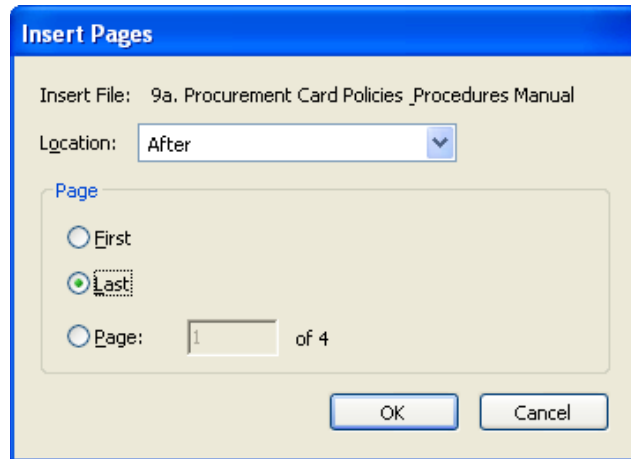 Insert Pages
Insert File: 9a. Procurement Card Policies _Procedures Manual
Location: After
Page
First
Last
Page: 1 of 4
OK Cancel